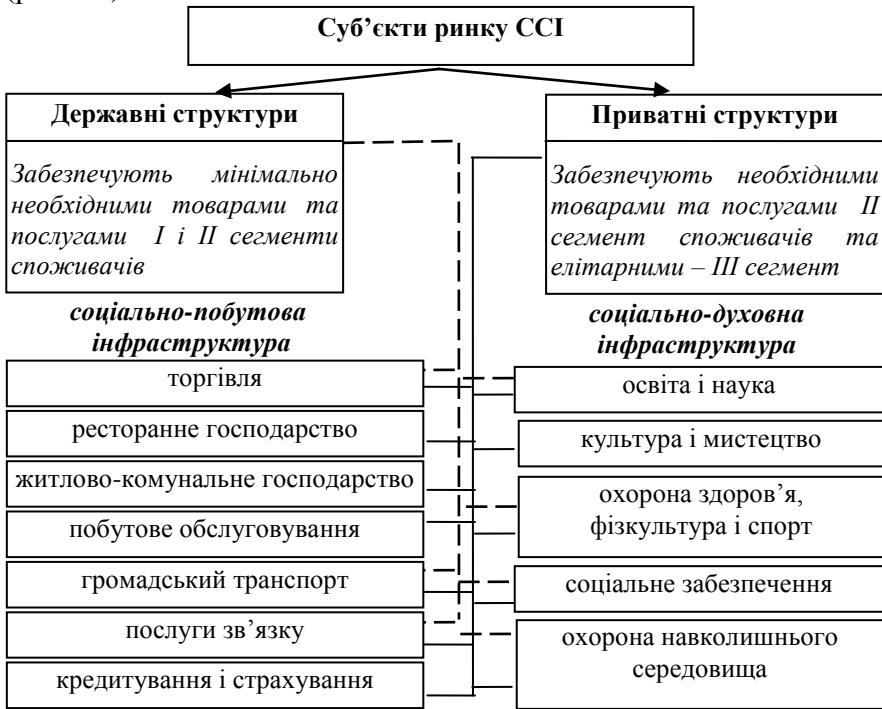 Суб’єкти ринку ССІ
Державні структури
Забезпечують мінімально
необхідними товарами та
послугами І і ІІ сегменти
споживачів
Приватні структури
Забезпечують необхідними
товарами та послугами ІІ
сегмент споживачів та
елітарними – ІІІ сегмент
соціально-побутова
інфраструктура
торгівля
ресторанне господарство
житлово-комунальне господарство
побутове обслуговування
громадський транспорт
послуги зв’язку
кредитування і страхування
соціально-духовна
інфраструктура
освіта і наука
культура і мистецтво
охорона здоров’я,
фізкультура і спорт
соціальне забезпечення
охорона навколишнього
середовища